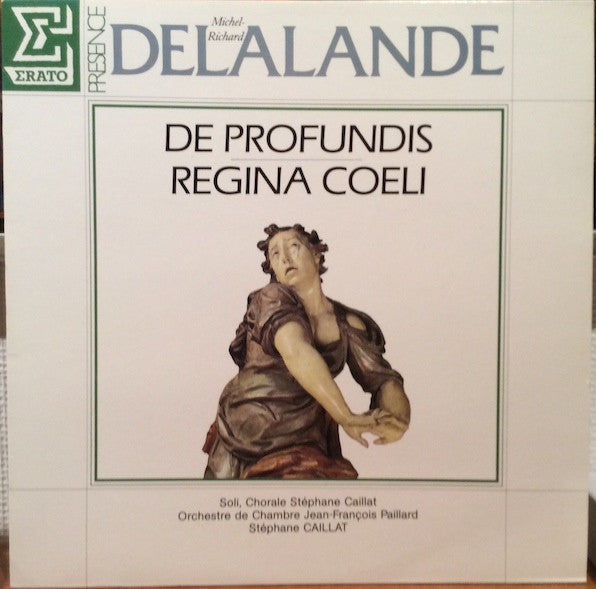 ERATO
PRESENCE
Michel-
Richard
DELALANDE
DE PROFUNDIS
REGINA COELI
Soli, Chorale Stéphane Caillat
Orchestre de Chambre Jean-François Paillard
Stéphane CAILLAT